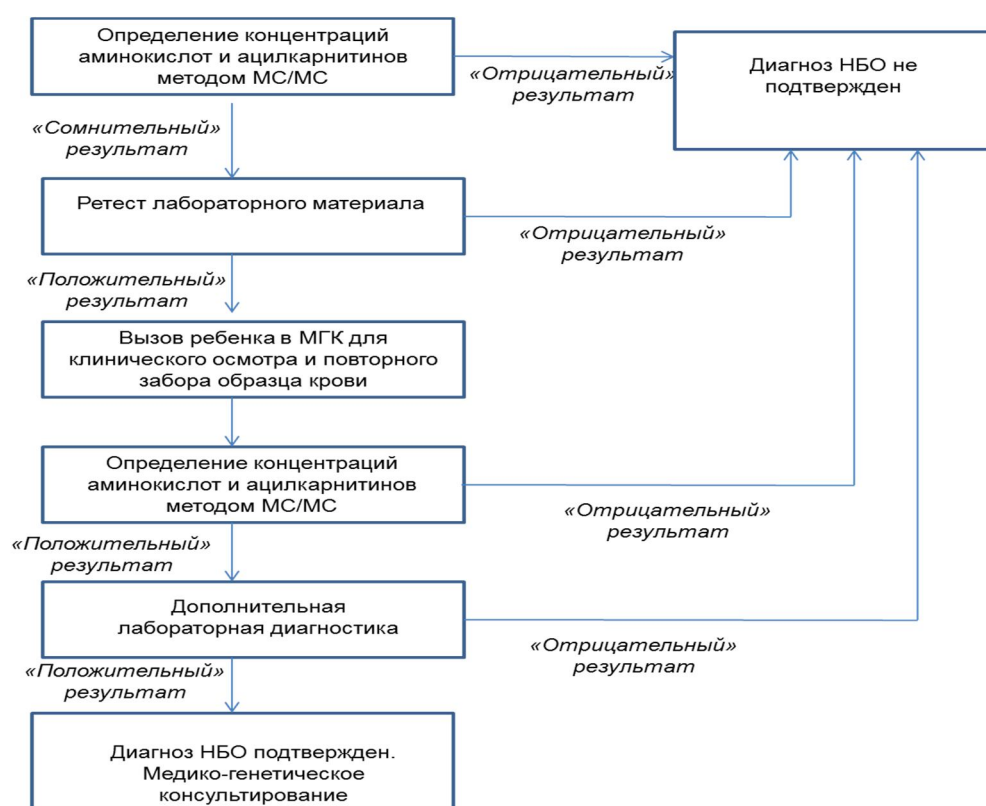 Определение концентраций
аминокислот и ацилкарнитинов
методом МС/МС
«Отрицательный»
результат
Диагноз НБО не
подтвержден
«Сомнительный»
результат
Ретест лабораторного материала
«Отрицательный»
результат
«Положительный»
результат
Вызов ребенка в МГК для
клинического осмотра и повторного
забора образца крови
Определение концентраций
аминокислот и ацилкарнитинов
методом МС/МС
«Отрицательный»
результат
«Положительный»
результат
Дополнительная
лабораторная диагностика
«Отрицательный»
результат
«Положительный»
результат
Диагноз НБО подтвержден.
Медико-генетическое
консультирование